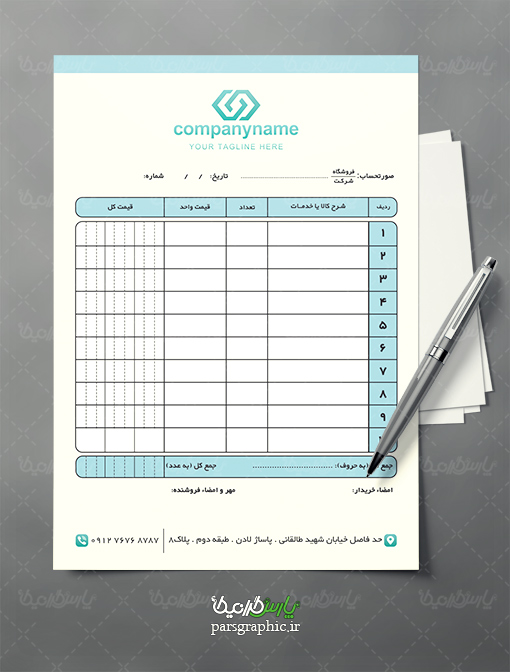 companyname
YOUR TAGLINE HERE
صورتحساب: فروشگاه شرکت ........................ تاریخ: / / شماره:
ردیف شرح کالا یا خدمات تعداد قیمت واحد قیمت کل
۱
۲
۳
۴
۵
۶
۷
۸
۹
جمع (به حروف): ........................ جمع کل (به عدد)
امضاء خریدار: مهر و امضاء فروشنده:
حد فاصل خیابان شهید طالقانی . پاساژ لادن . طبقه دوم . پلاک۸
۰۹۱۲ ۷۶۷۶ ۸۷۸۷
پارس گرافیک
parsgraphic.ir